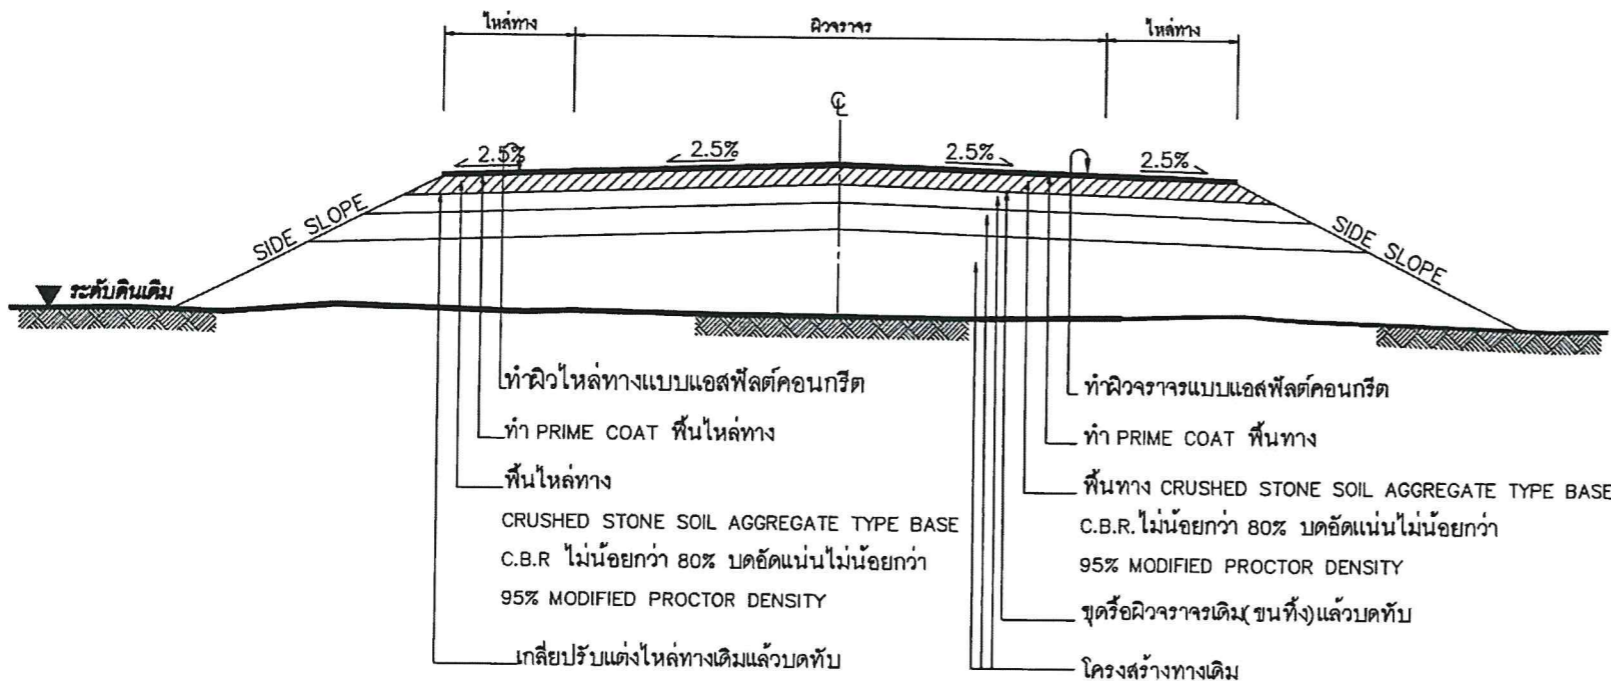 ไหล่ทาง
ผิวจราจร
ไหล่ทาง
℄
2.5%
2.5%
2.5%
2.5%
SIDE SLOPE
SIDE SLOPE
ระดับดินเดิม
ทำผิวไหล่ทางแบบแอสฟัลต์คอนกรีต
ทำ PRIME COAT พื้นไหล่ทาง
พื้นไหล่ทาง
CRUSHED STONE SOIL AGGREGATE TYPE BASE
C.B.R ไม่น้อยกว่า 80% บดอัดแน่นไม่น้อยกว่า
95% MODIFIED PROCTOR DENSITY
เกลี่ยปรับแต่งไหล่ทางเดิมแล้วบดทับ
ทำผิวจราจรแบบแอสฟัลต์คอนกรีต
ทำ PRIME COAT พื้นทาง
พื้นทาง CRUSHED STONE SOIL AGGREGATE TYPE BASE
C.B.R. ไม่น้อยกว่า 80% บดอัดแน่นไม่น้อยกว่า
95% MODIFIED PROCTOR DENSITY
ขุดรื้อผิวจราจรเดิม(ขนทิ้ง)แล้วบดทับ
โครงสร้างทางเดิม